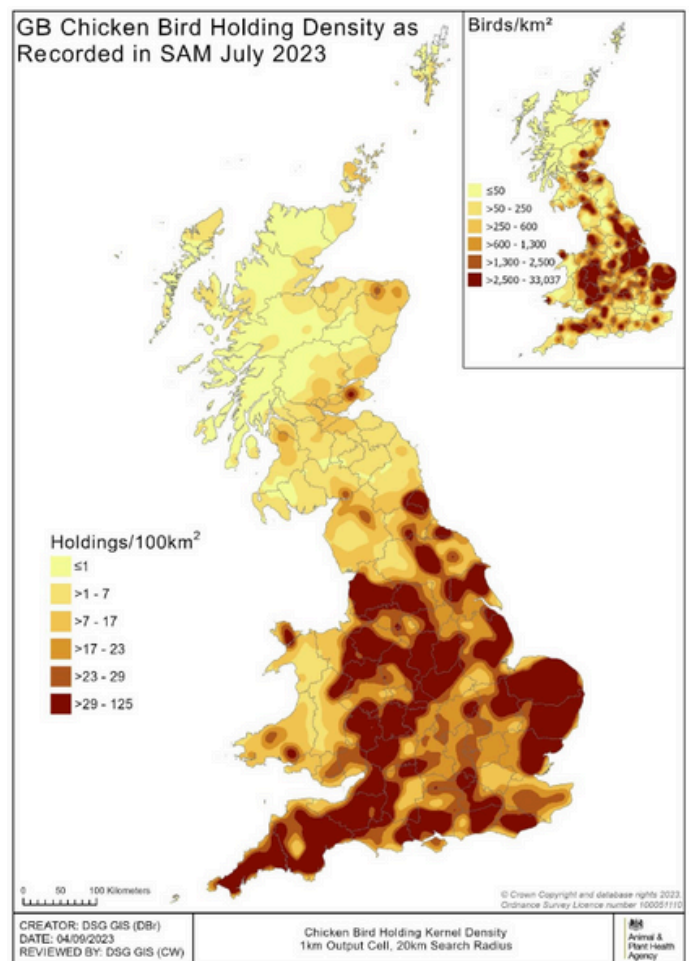 GB Chicken Bird Holding Density as
Recorded in SAM July 2023
Birds/km²
≤50
>50 - 250
>250 - 600
>600 - 1,300
>1,300 - 2,500
>2,500 - 33,037
Holdings/100km²
≤1
>1 - 7
>7 - 17
>17 - 23
>23 - 29
>29 - 125
0 50 100 Kilometers
© Crown Copyright and database rights 2023.
Ordnance Survey Licence number 100051110
CREATOR: DSG GIS (DBr)
DATE: 04/09/2023
REVIEWED BY: DSG GIS (CW)
Chicken Bird Holding Kernel Density
1km Output Cell, 20km Search Radius
Animal &
Plant Health
Agency